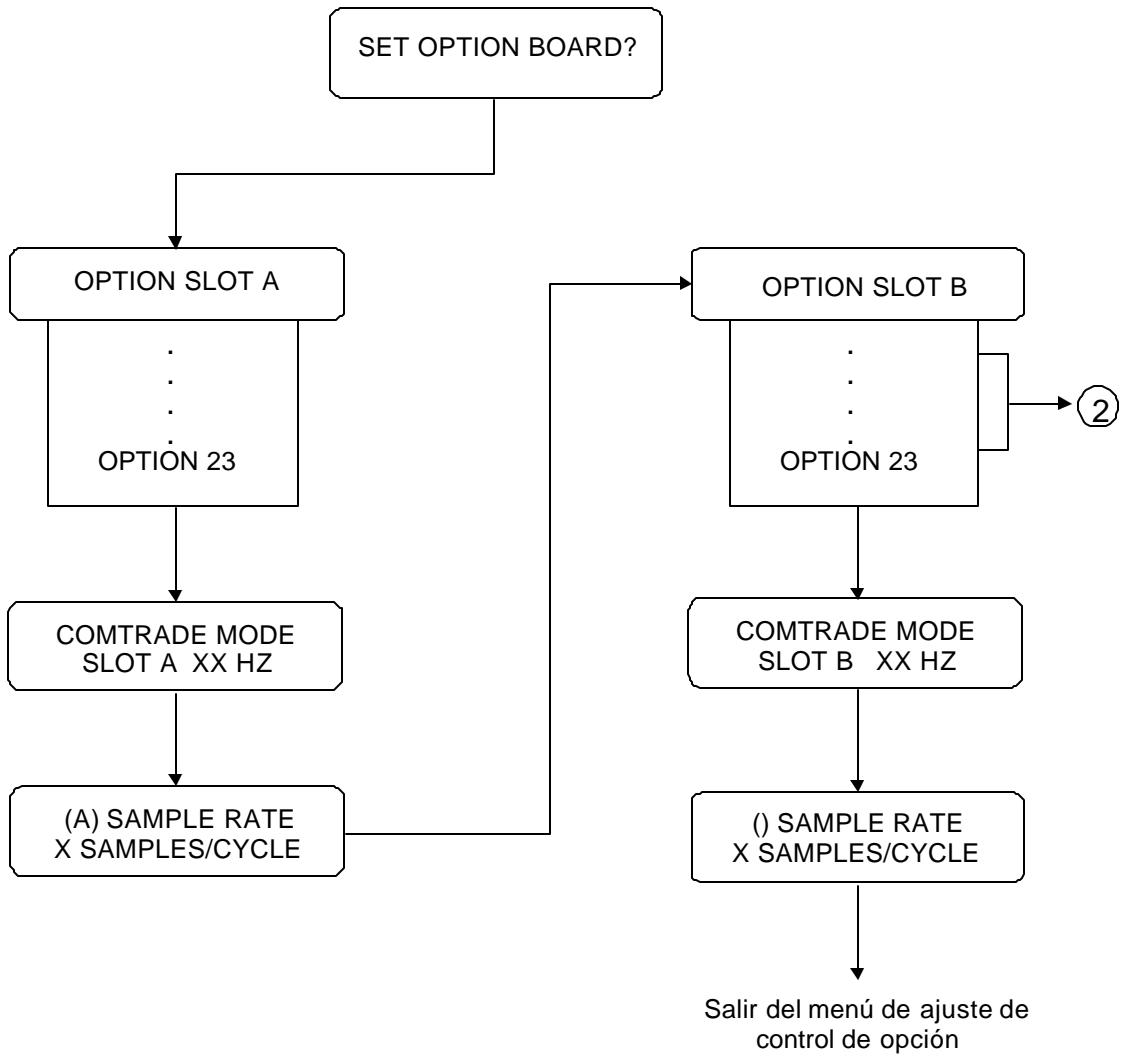 SET OPTION BOARD?
OPTION SLOT A
.
.
.
.
OPTION 23
COMTRADE MODE
SLOT A XX HZ
(A) SAMPLE RATE
X SAMPLES/CYCLE
OPTION SLOT B
.
.
.
.
OPTION 23
2
COMTRADE MODE
SLOT B XX HZ
() SAMPLE RATE
X SAMPLES/CYCLE
Salir del menú de ajuste de
control de opción